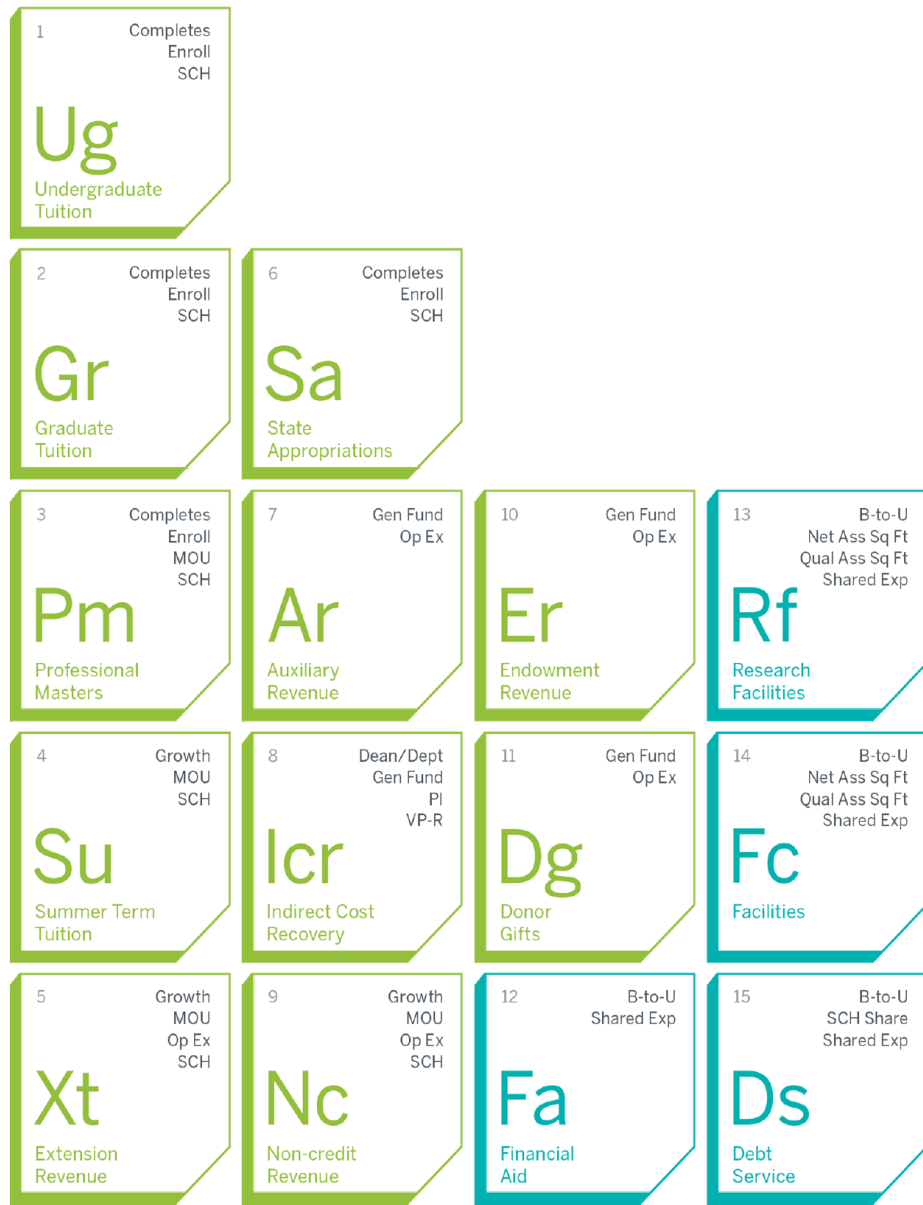 1
Completes
Enroll
SCH
Ug
Undergraduate
Tuition
2
Completes
Enroll
SCH
Gr
Graduate
Tuition
6
Completes
Enroll
SCH
Sa
State
Appropriations
3
Completes
Enroll
MOU
SCH
Pm
Professional
Masters
7
Gen Fund
Op Ex
Ar
Auxiliary
Revenue
10
Gen Fund
Op Ex
Er
Endowment
Revenue
13
B-to-U
Net Ass Sq Ft
Qual Ass Sq Ft
Shared Exp
Rf
Research
Facilities
4
Growth
MOU
SCH
Su
Summer Term
Tuition
8
Dean/Dept
Gen Fund
PI
VP-R
Icr
Indirect Cost
Recovery
11
Gen Fund
Op Ex
Dg
Donor
Gifts
14
B-to-U
Net Ass Sq Ft
Qual Ass Sq Ft
Shared Exp
Fc
Facilities
5
Growth
MOU
Op Ex
SCH
Xt
Extension
Revenue
9
Growth
MOU
Op Ex
SCH
Nc
Non-credit
Revenue
12
B-to-U
Shared Exp
Fa
Financial
Aid
15
B-to-U
SCH Share
Shared Exp
Ds
Debt
Service